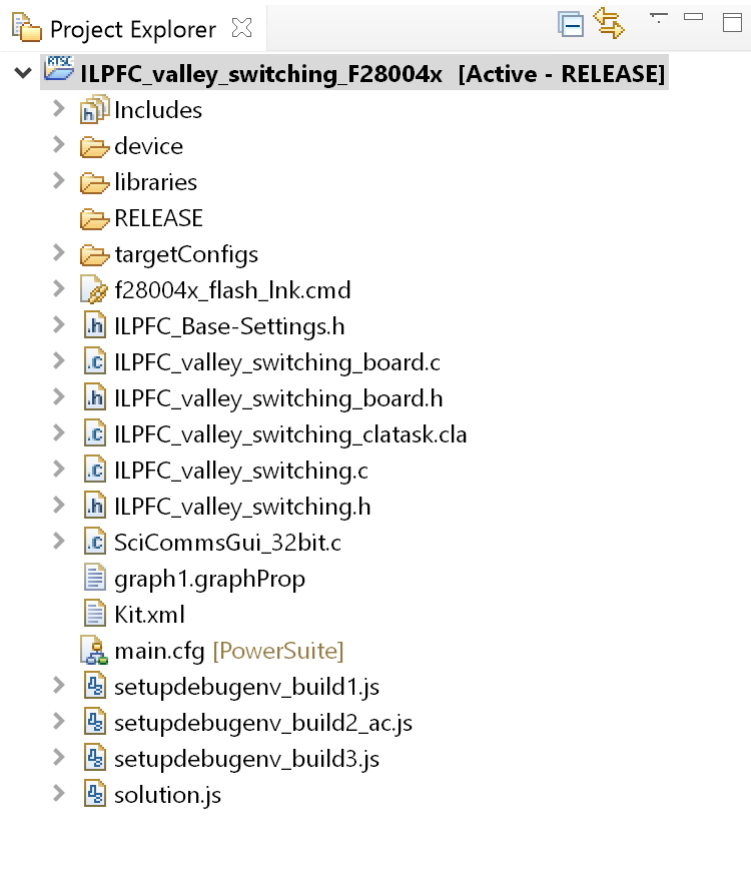 Project Explorer
RTSC
ILPFC_valley_switching_F28004x [Active - RELEASE]
Includes
device
libraries
RELEASE
targetConfigs
f28004x_flash_lnk.cmd
.h ILPFC_Base-Settings.h
.c ILPFC_valley_switching_board.c
.h ILPFC_valley_switching_board.h
.c ILPFC_valley_switching_clatask.cla
.c ILPFC_valley_switching.c
.h ILPFC_valley_switching.h
.c SciCommsGui_32bit.c
graph1.graphProp
Kit.xml
main.cfg [PowerSuite]
setupdebugenv_build1.js
setupdebugenv_build2_ac.js
setupdebugenv_build3.js
solution.js